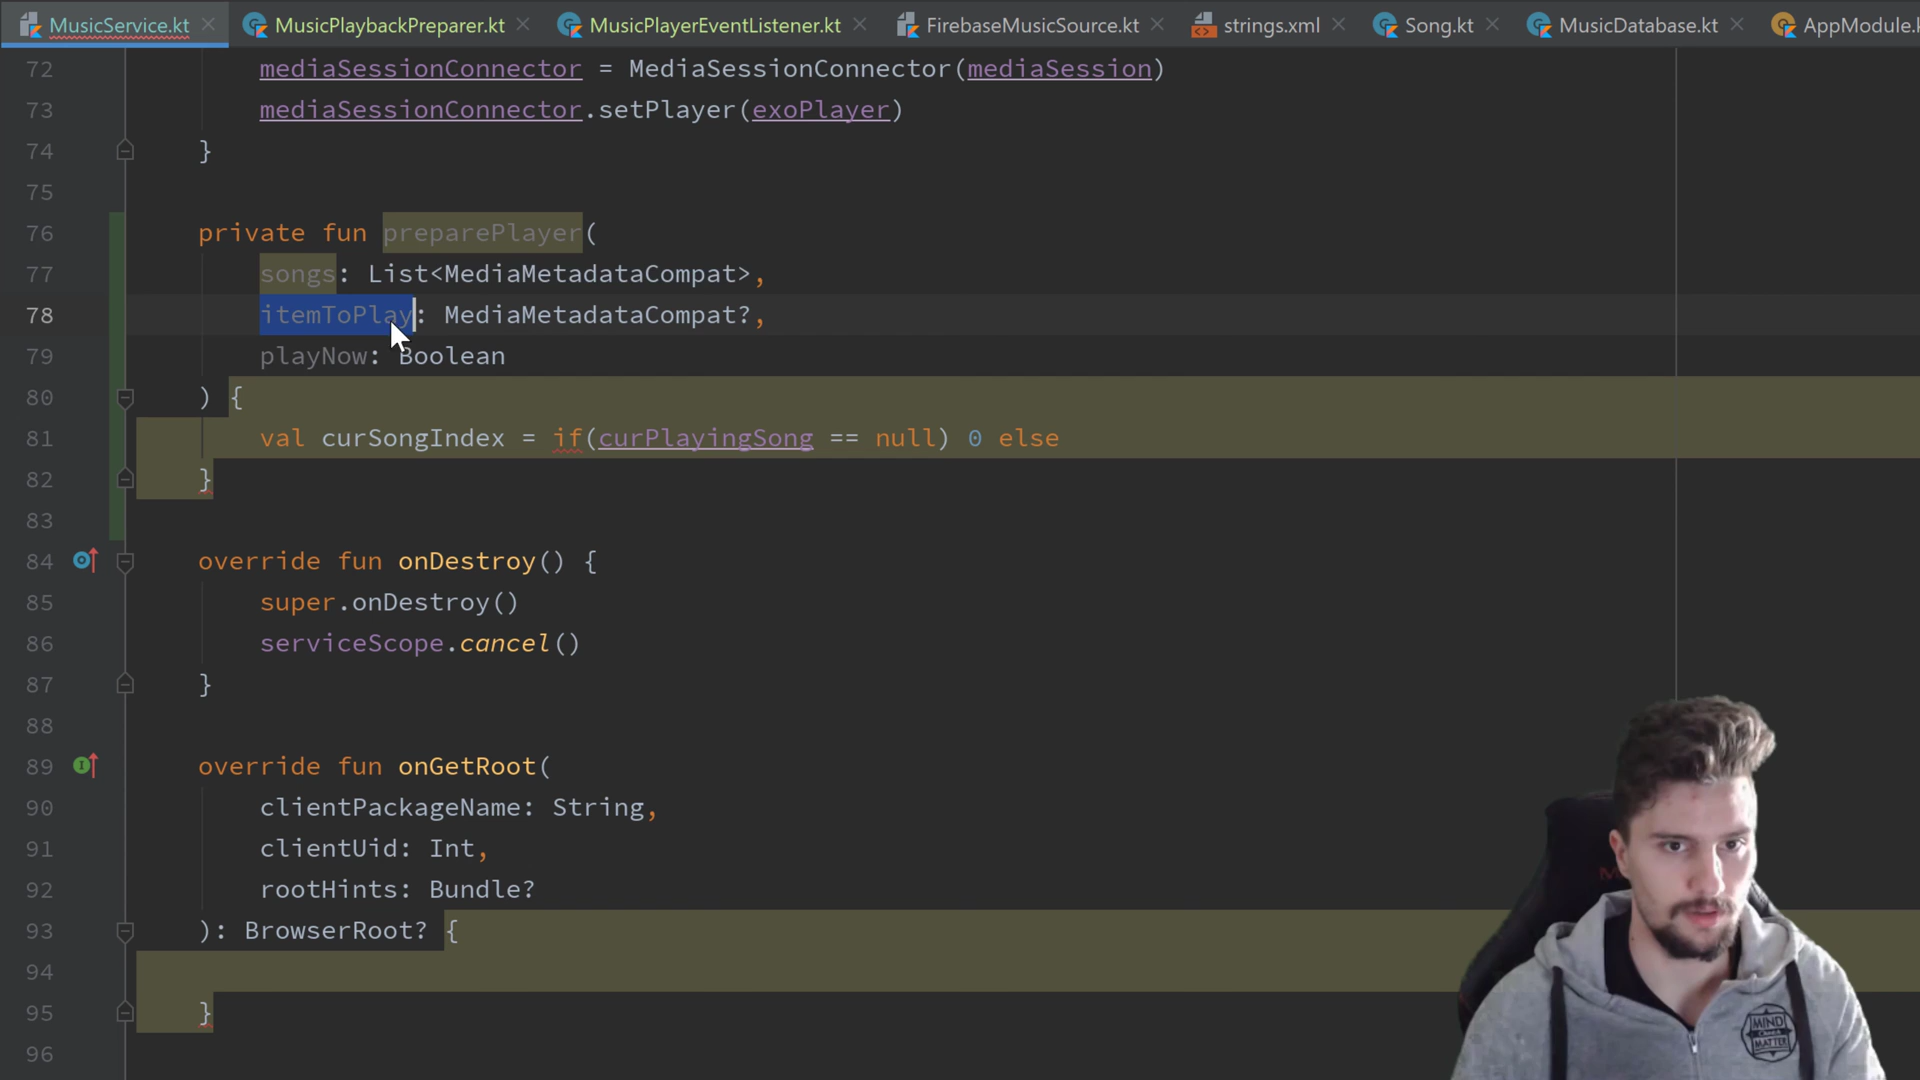 MusicService.kt MusicPlaybackPreparer.kt MusicPlayerEventListener.kt FirebaseMusicSource.kt strings.xml Song.kt MusicDatabase.kt AppModule.k
72 mediaSessionConnector = MediaSessionConnector(mediaSession)
73 mediaSessionConnector.setPlayer(exoPlayer)
74 }
75
76 private fun preparePlayer(
77 songs: List<MediaMetadataCompat>,
78 itemToPlay: MediaMetadataCompat?,
79 playNow: Boolean
80 ) {
81 val curSongIndex = if(curPlayingSong == null) 0 else
82 }
83
84 override fun onDestroy() {
85 super.onDestroy()
86 serviceScope.cancel()
87 }
88
89 override fun onGetRoot(
90 clientPackageName: String,
91 clientUid: Int,
92 rootHints: Bundle?
93 ): BrowserRoot? {
94
95 }
96
MIND
MATTER